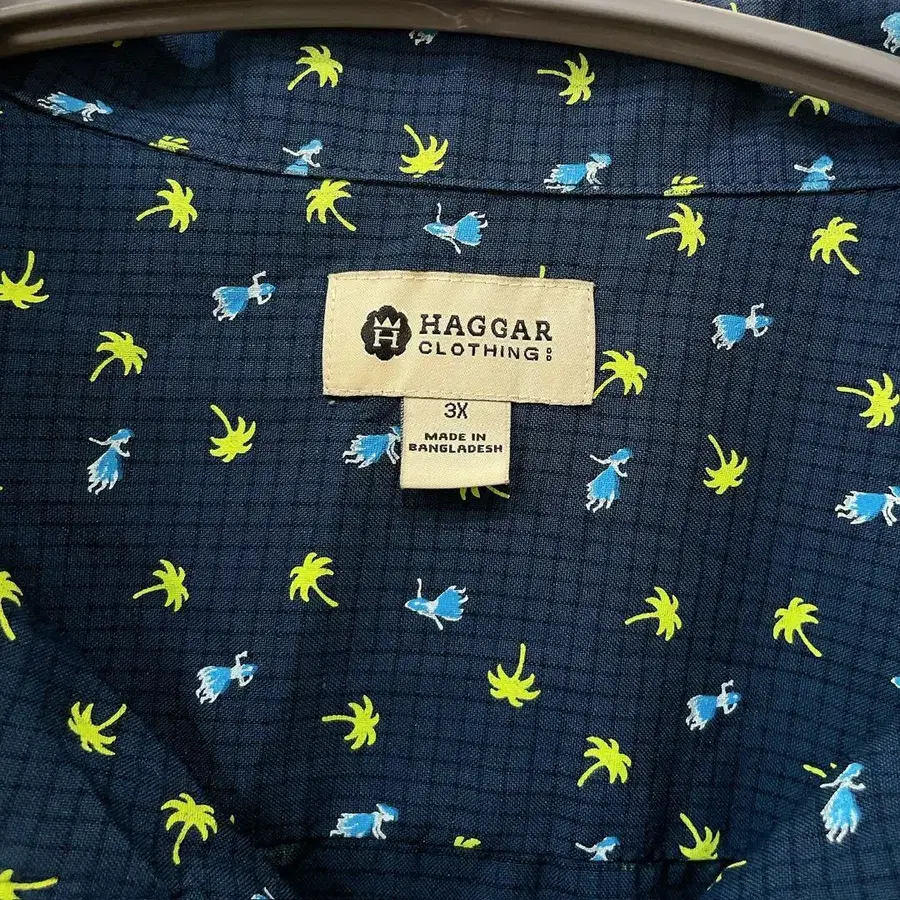 H
HAGGAR
CLOTHING CO
3X
MADE IN
BANGLADESH